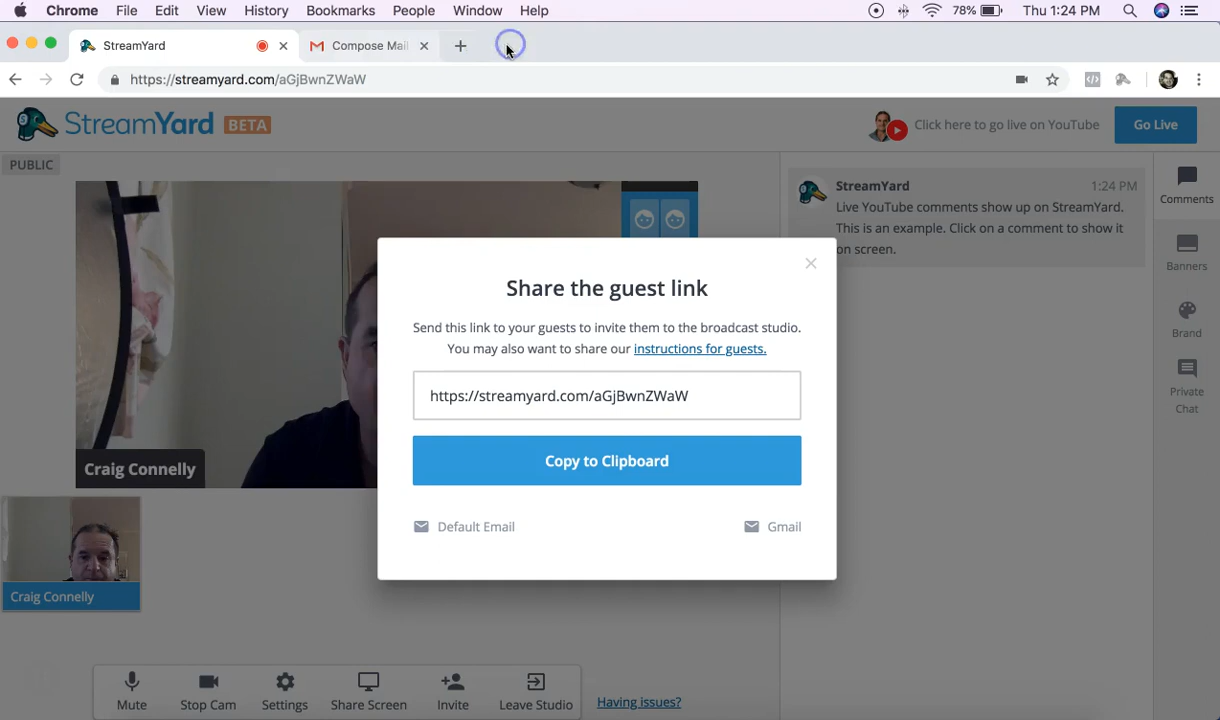 Chrome File Edit View History Bookmarks People Window Help 78% Thu 1:24 PM
StreamYard Compose Mail
https://streamyard.com/aGjBwnZWaW
StreamYard BETA Click here to go live on YouTube Go Live
PUBLIC
StreamYard 1:24 PM
Live YouTube comments show up on StreamYard.
This is an example. Click on a comment to show it
on screen.
Comments
Banners
Brand
Private
Chat
Share the guest link
Send this link to your guests to invite them to the broadcast studio.
You may also want to share our instructions for guests.
https://streamyard.com/aGjBwnZWaW
Copy to Clipboard
Default Email Gmail
Craig Connelly
Craig Connelly
Mute Stop Cam Settings Share Screen Invite Leave Studio Having issues?